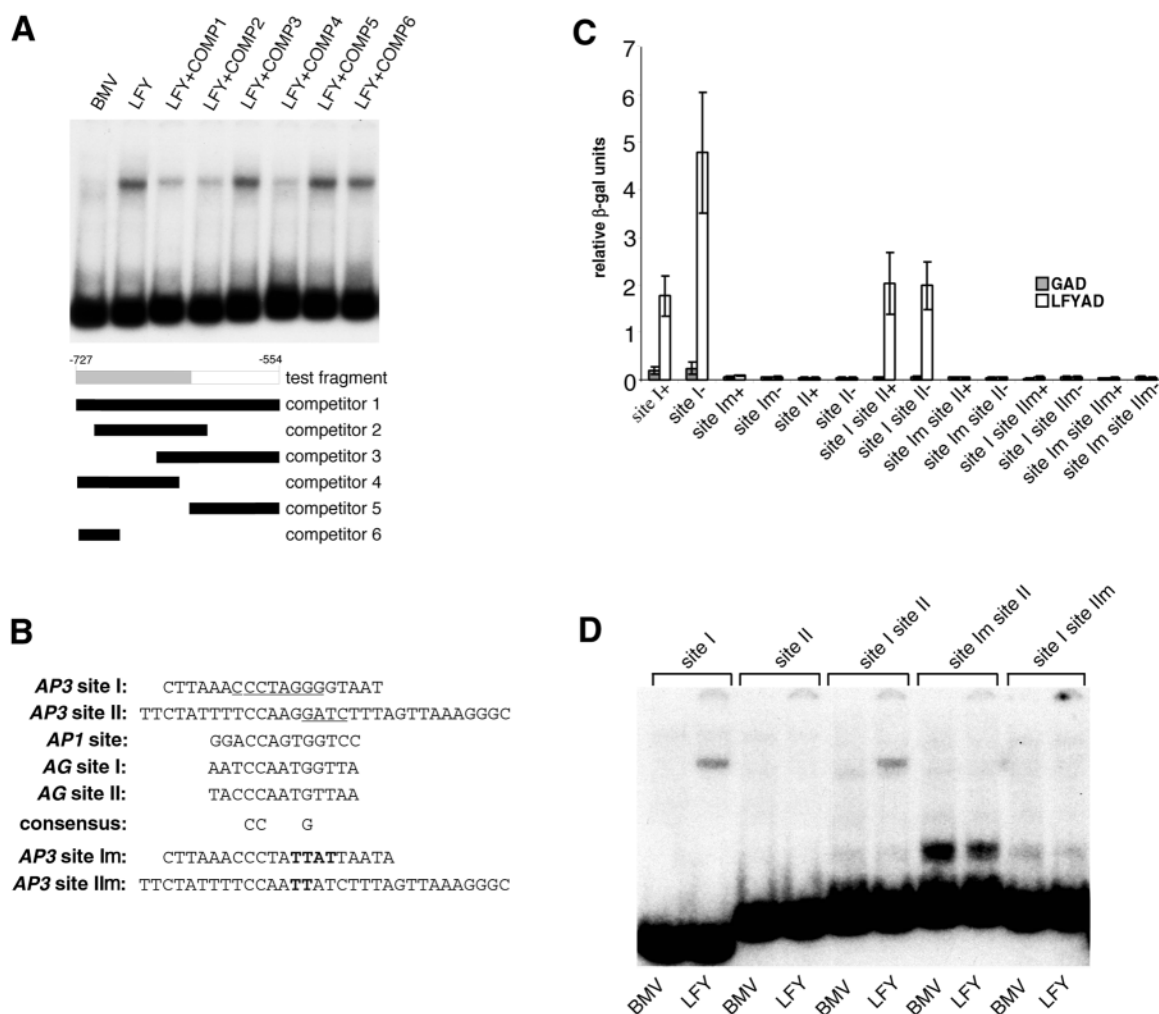 A
BMV
LFY
LFY+COMP1
LFY+COMP2
LFY+COMP3
LFY+COMP4
LFY+COMP5
LFY+COMP6
-727
-554
test fragment
competitor 1
competitor 2
competitor 3
competitor 4
competitor 5
competitor 6
B
AP3 site I: CTTAAACCCTAGGGGTAAT
AP3 site II: TTCTATTTTCCAAGGATCTTTAGTTAAAGGGC
AP1 site: GGACCAGTGGTCC
AG site I: AATCCAATGGTTA
AG site II: TACCCAATGTTAA
consensus: CC G
AP3 site Im: CTTAAACCCTATTATTAATA
AP3 site IIm: TTCTATTTTCCAATTATCTTTAGTTAAAGGGC
C
relative β-gal units
7
6
5
4
3
2
1
0
GAD
LFYAD
site I+
site I-
site Im+
site Im-
site II+
site II-
site I site II+
site I site II-
site Im site II+
site Im site II-
site I site IIm+
site I site IIm-
site Im site IIm+
site Im site IIm-
D
site I
site II
site I site II
site Im site II
site I site IIm
BMV
LFY
BMV
LFY
BMV
LFY
BMV
LFY
BMV
LFY